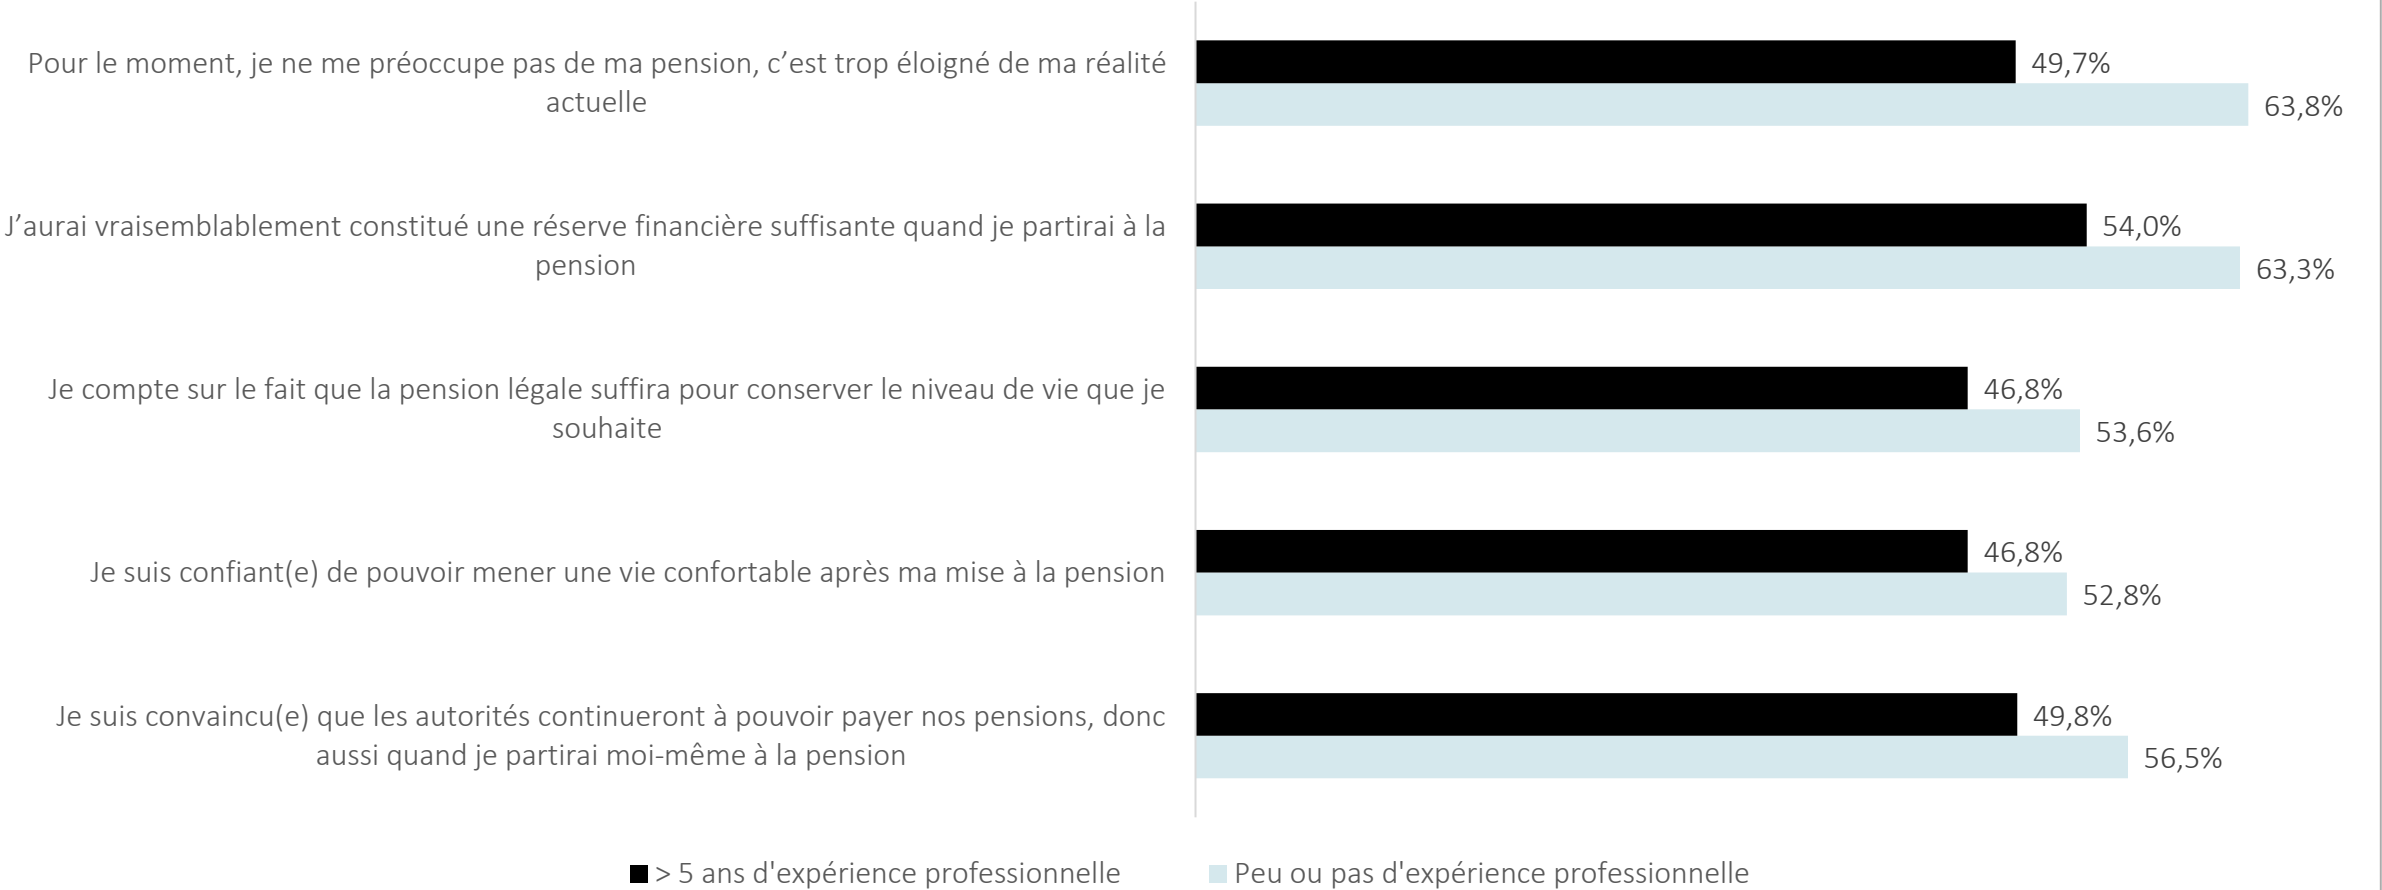 Pour le moment, je ne me préoccupe pas de ma pension, c’est trop éloigné de ma réalité
actuelle
49,7%
63,8%
J’aurai vraisemblablement constitué une réserve financière suffisante quand je partirai à la
pension
54,0%
63,3%
Je compte sur le fait que la pension légale suffira pour conserver le niveau de vie que je
souhaite
46,8%
53,6%
Je suis confiant(e) de pouvoir mener une vie confortable après ma mise à la pension
46,8%
52,8%
Je suis convaincu(e) que les autorités continueront à pouvoir payer nos pensions, donc
aussi quand je partirai moi-même à la pension
49,8%
56,5%
> 5 ans d'expérience professionnelle
Peu ou pas d'expérience professionnelle